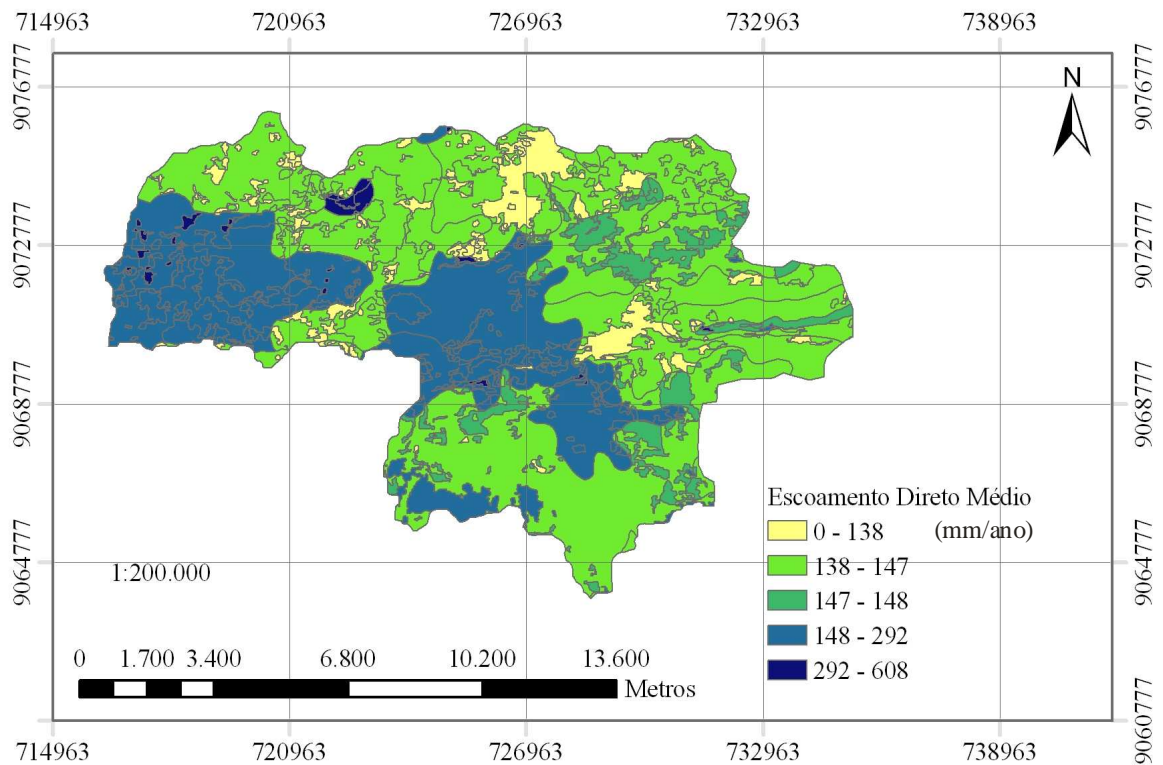 714963 720963 726963 732963 738963
N
9076777 9076777
9072777 9072777
9068777 9068777
Escoamento Direto Médio
0 - 138 (mm/ano)
138 - 147
9064777 9064777
1:200.000
147 - 148
148 - 292
292 - 608
0 1.700 3.400 6.800 10.200 13.600
Metros
9060777
714963 720963 726963 732963 738963